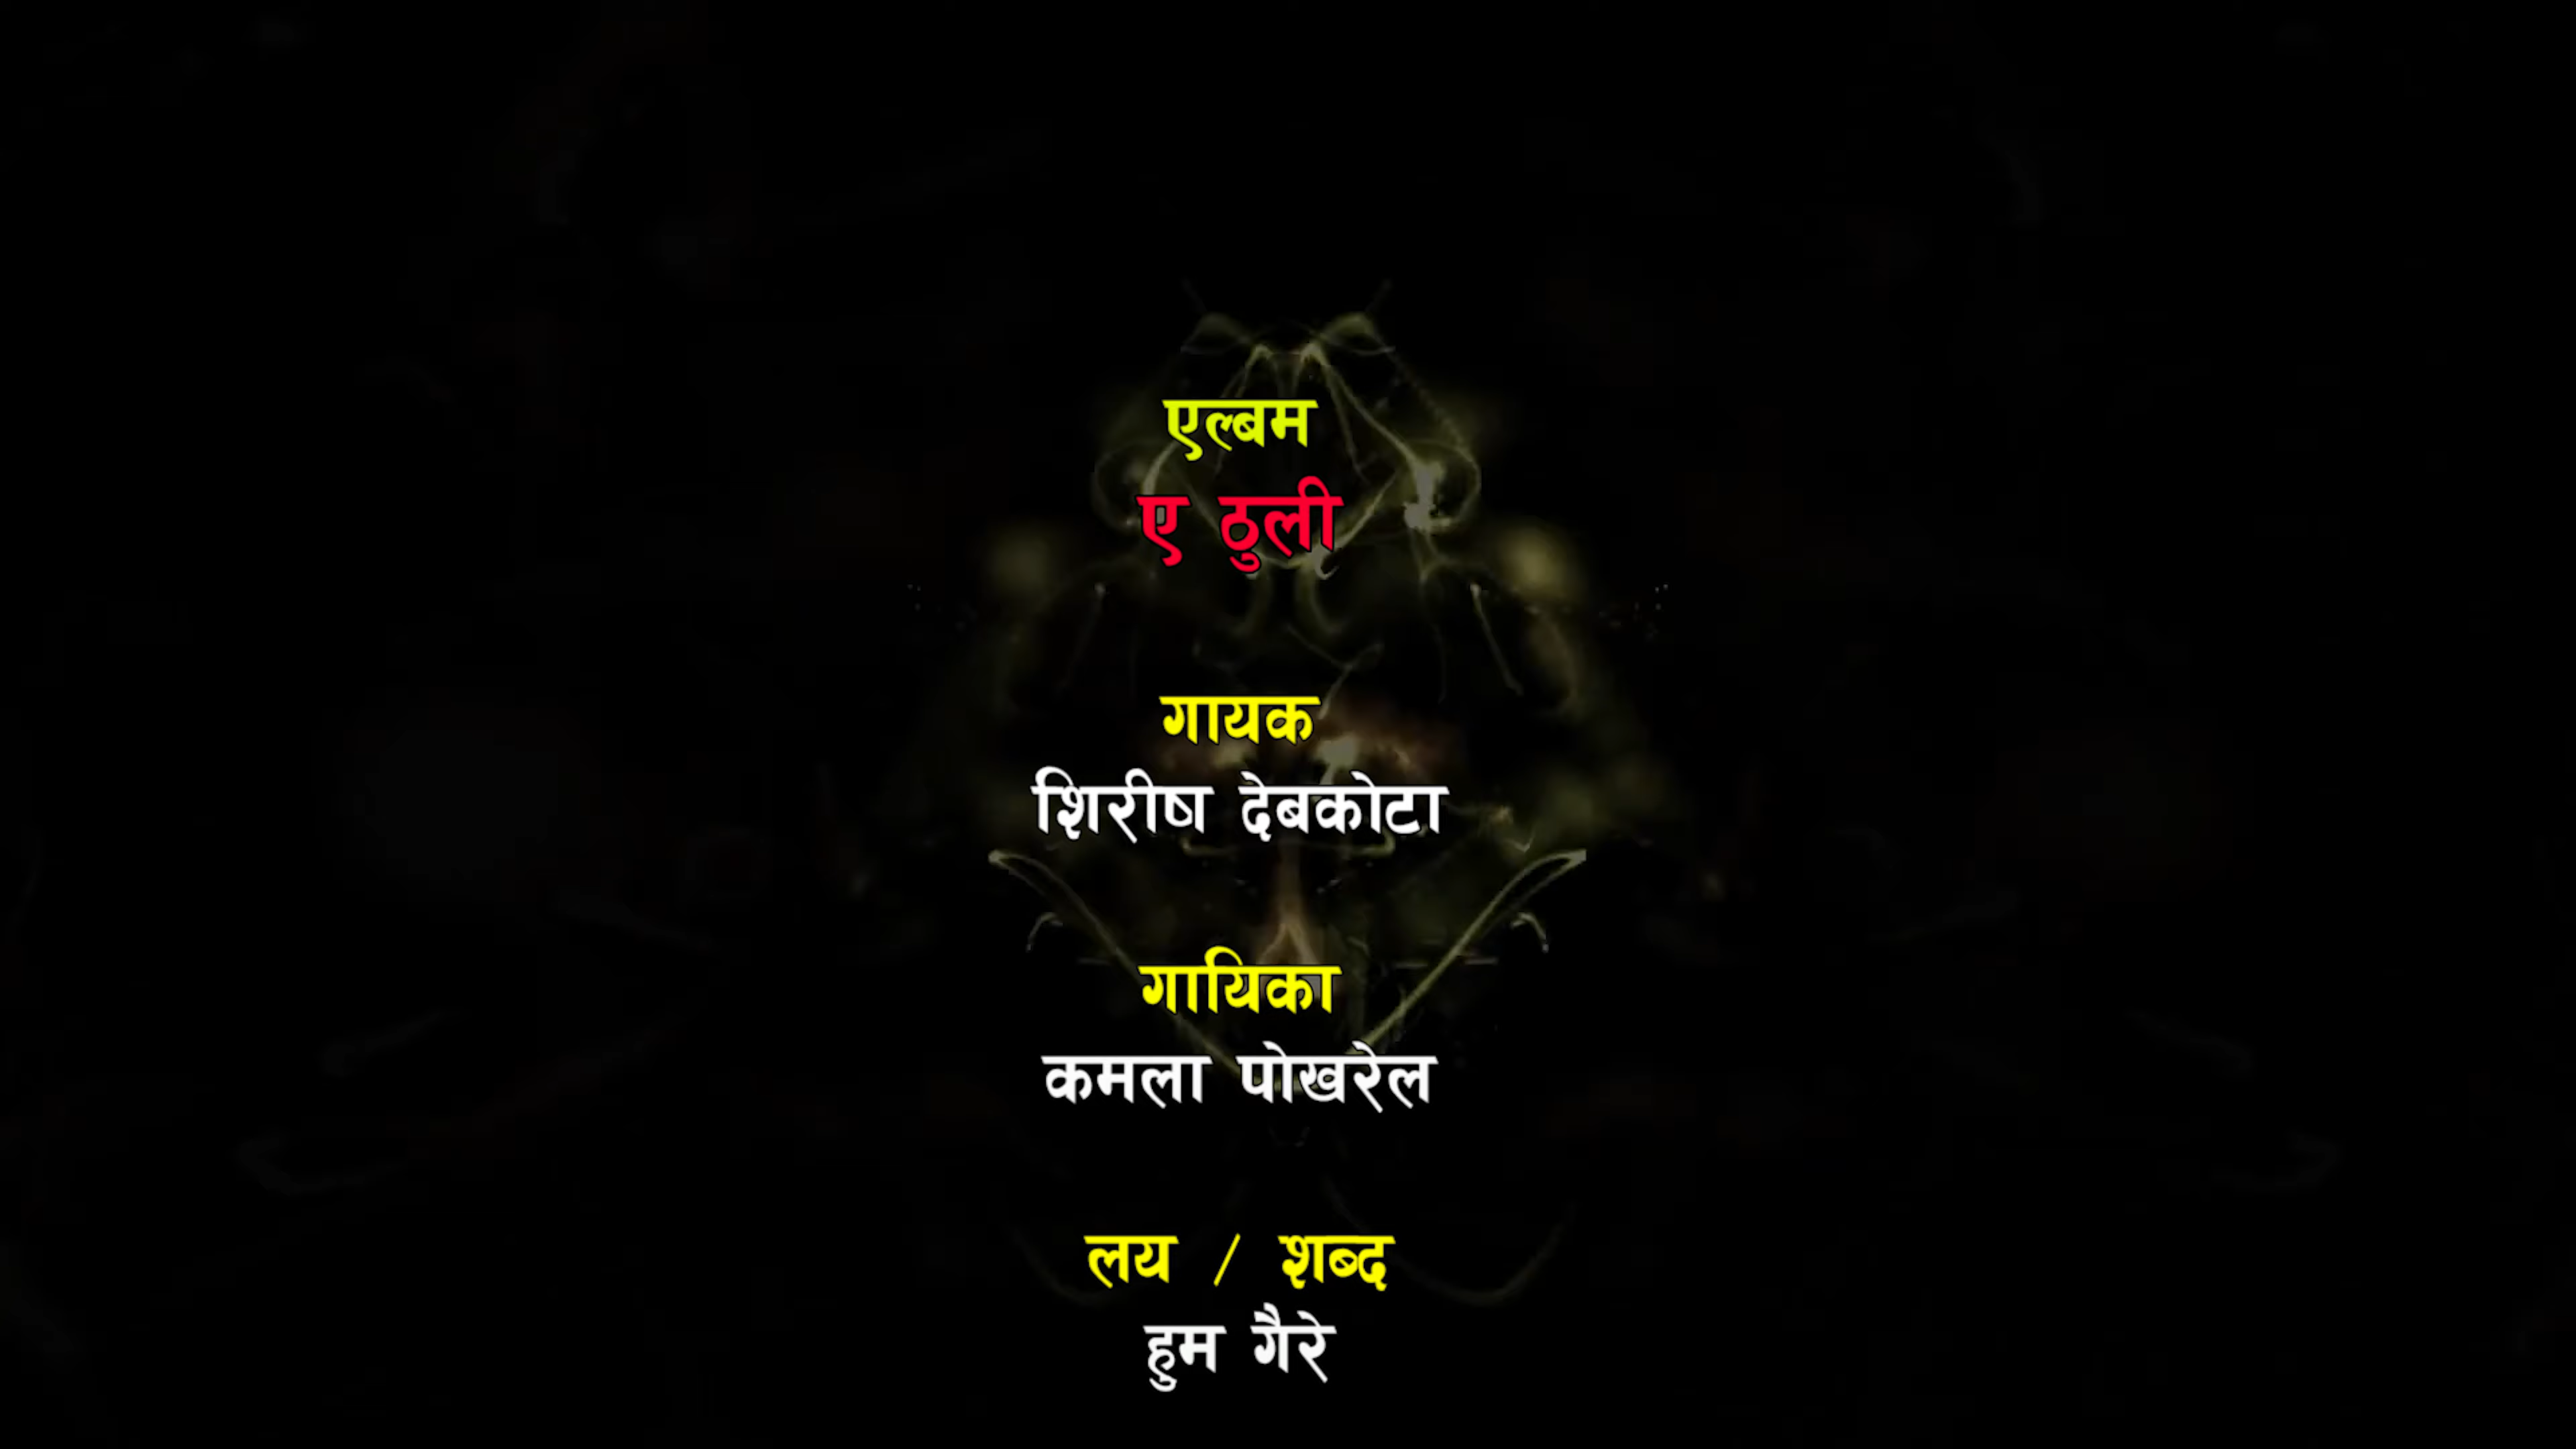 एल्बम
ए ठुली
गायक
शिरीष देबकोटा
गायिका
कमला पोखरेल
लय / शब्द
हुम गैरे